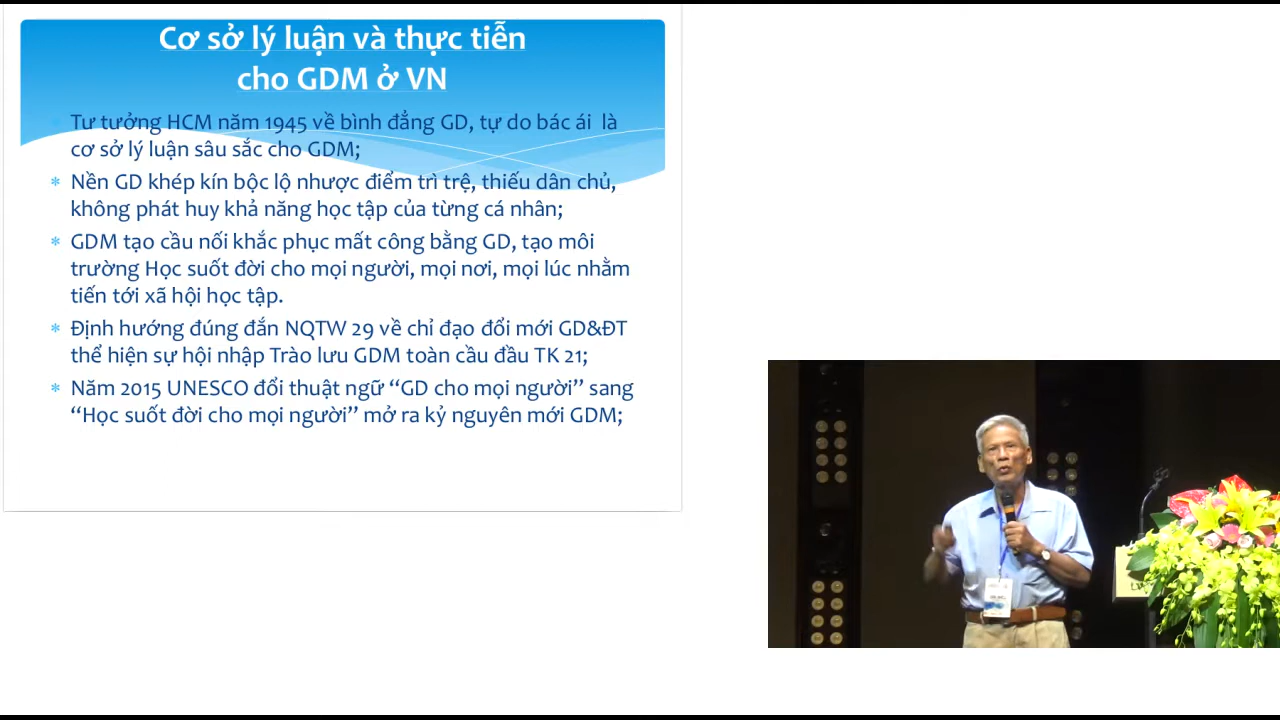 Cơ sở lý luận và thực tiễn
cho GDM ở VN
Tư tưởng HCM năm 1945 về bình đẳng GD, tự do bác ái là
cơ sở lý luận sâu sắc cho GDM;
* Nền GD khép kín bộc lộ nhược điểm trì trệ, thiếu dân chủ,
không phát huy khả năng học tập của từng cá nhân;
* GDM tạo cầu nối khắc phục mất công bằng GD, tạo môi
trường Học suốt đời cho mọi người, mọi nơi, mọi lúc nhằm
tiến tới xã hội học tập.
* Định hướng đúng đắn NQTW 29 về chỉ đạo đổi mới GD&ĐT
thể hiện sự hội nhập Trào lưu GDM toàn cầu đầu TK 21;
* Năm 2015 UNESCO đổi thuật ngữ “GD cho mọi người” sang
“Học suốt đời cho mọi người” mở ra kỷ nguyên mới GDM;